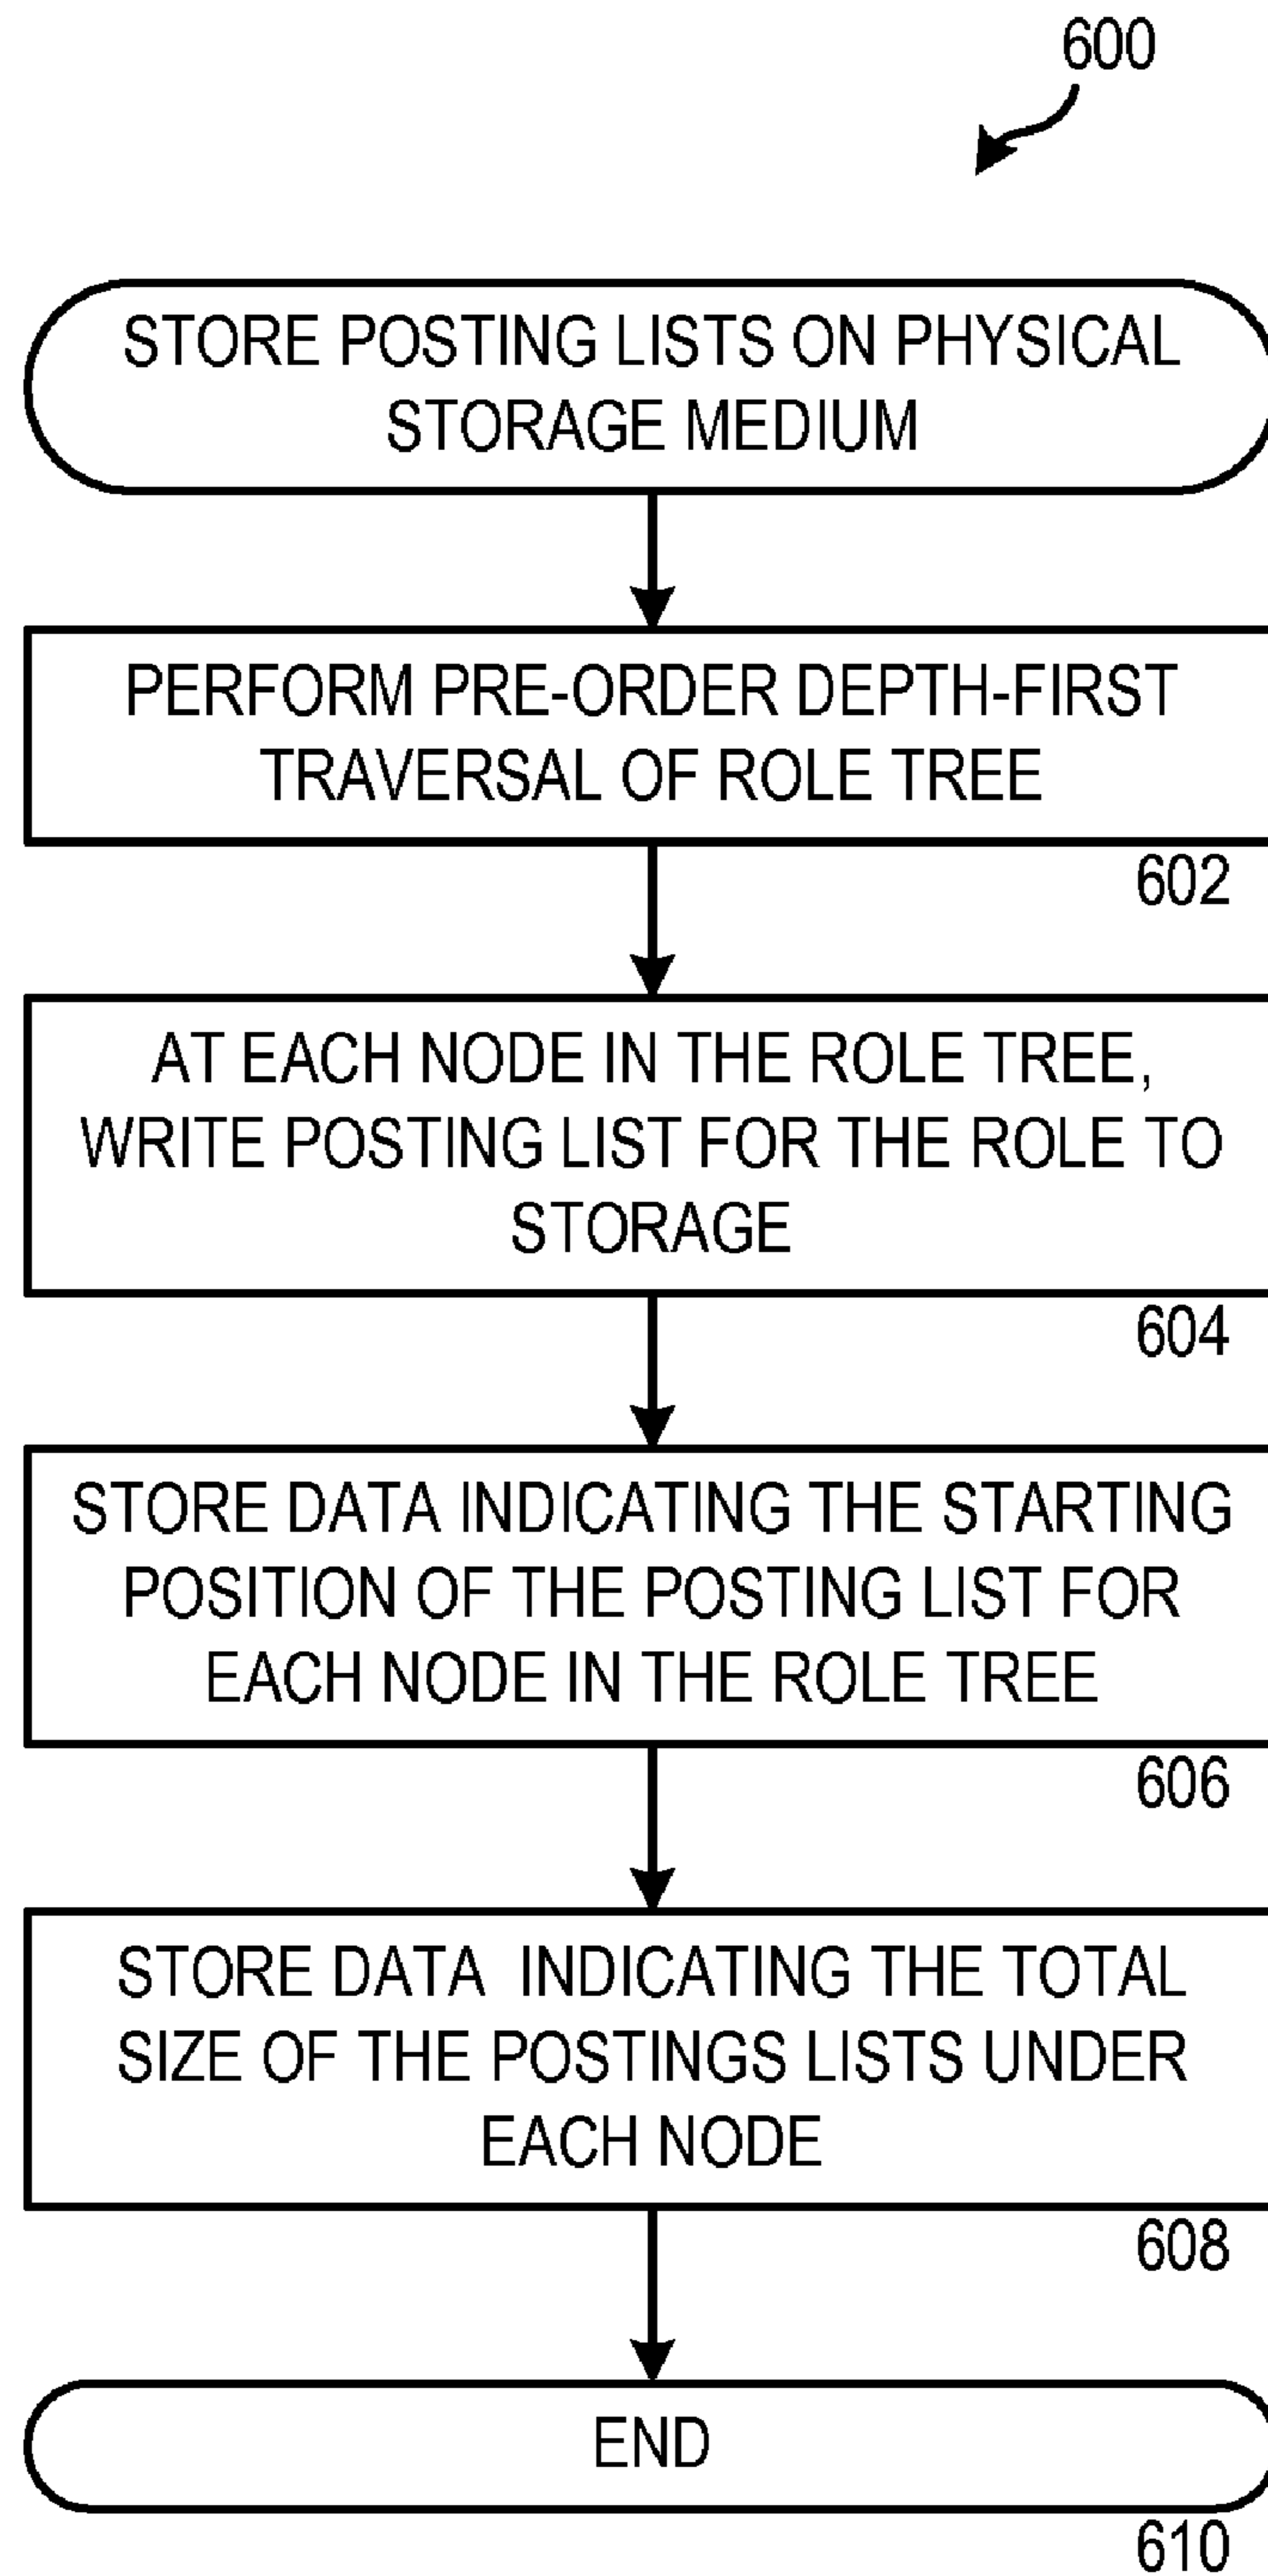 600
STORE POSTING LISTS ON PHYSICAL
STORAGE MEDIUM
PERFORM PRE-ORDER DEPTH-FIRST
TRAVERSAL OF ROLE TREE
602
AT EACH NODE IN THE ROLE TREE,
WRITE POSTING LIST FOR THE ROLE TO
STORAGE
604
STORE DATA INDICATING THE STARTING
POSITION OF THE POSTING LIST FOR
EACH NODE IN THE ROLE TREE
606
STORE DATA INDICATING THE TOTAL
SIZE OF THE POSTINGS LISTS UNDER
EACH NODE
608
END
610